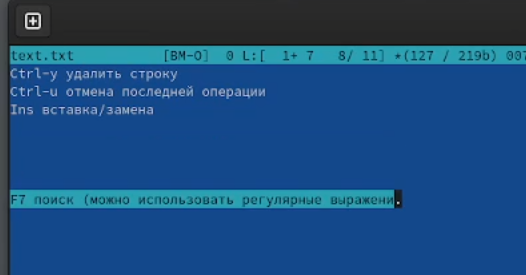 text.txt [BM-O] 0 L:[ 1+ 7 8/ 11] *(127 / 219b) 007
Ctrl-y удалить строку
Ctrl-u отмена последней операции
Ins вставка/замена
F7 поиск (можно использовать регулярные выражени.